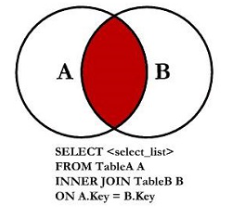 A B
SELECT <select_list>
FROM TableA A
INNER JOIN TableB B
ON A.Key = B.Key